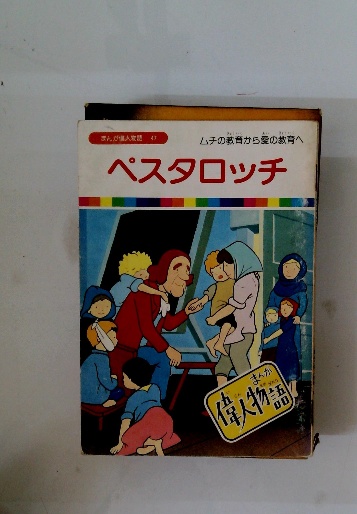 まんが偉人物語 47
ムチの教育から愛の教育へ
ペスタロッチ
まんが
偉人物語